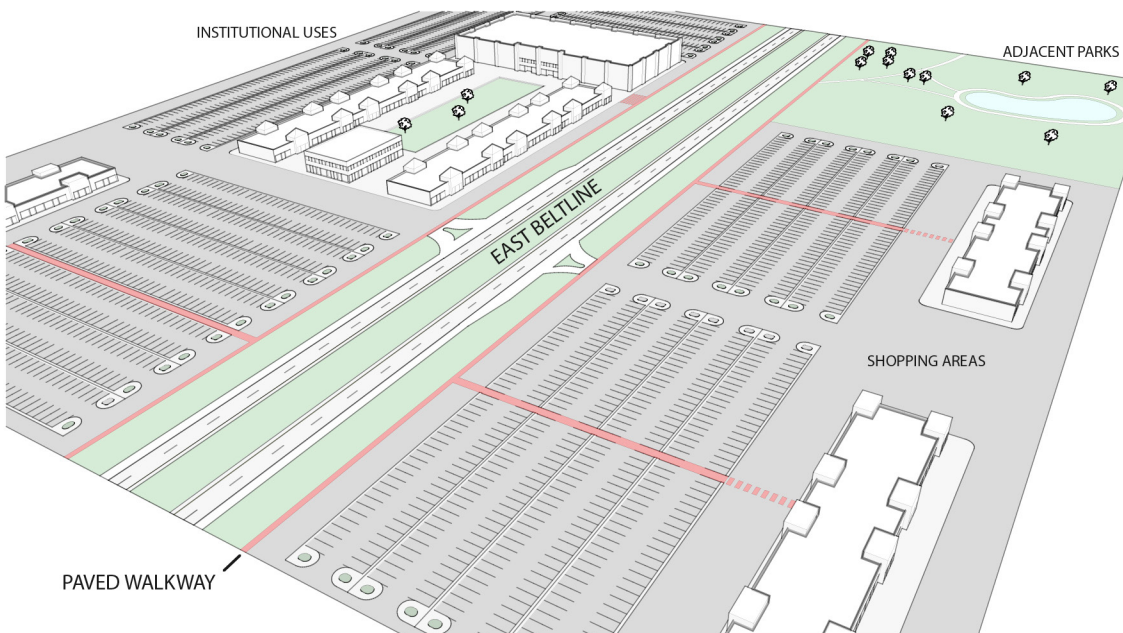 INSTITUTIONAL USES
ADJACENT PARKS
EAST BELTLINE
SHOPPING AREAS
PAVED WALKWAY